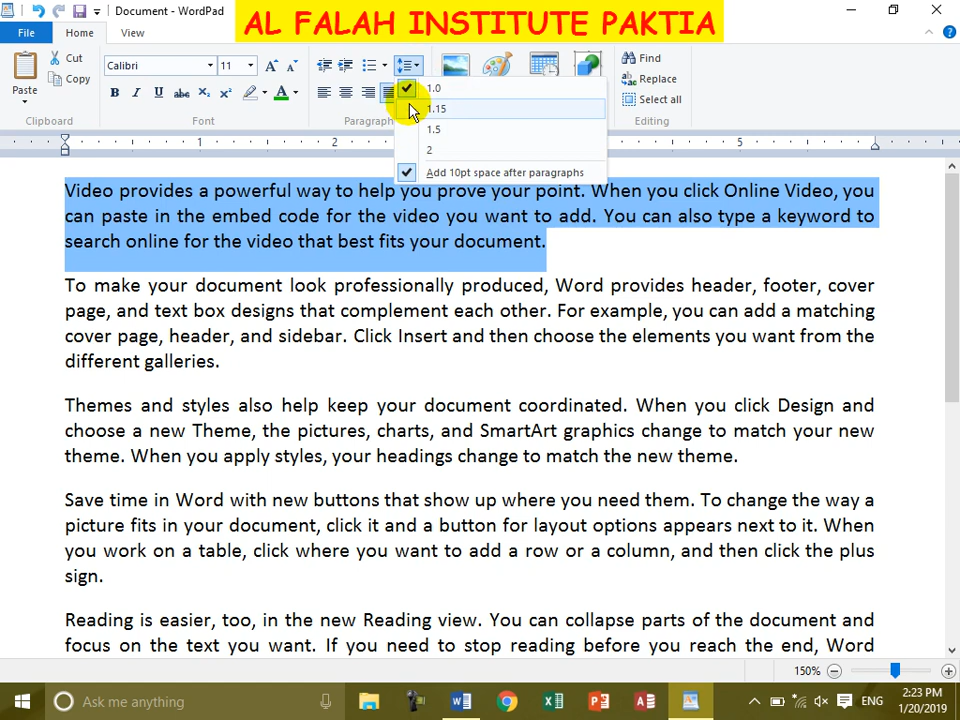 Document - WordPad
AL FALAH INSTITUTE PAKTIA
File
Home
View
Paste
Cut
Copy
Clipboard
Calibri
11
Font
Paragraph
Find
Replace
Select all
Editing
1.0
1.15
1.5
2
Add 10pt space after paragraphs
1
2
5
Video provides a powerful way to help you prove your point. When you click Online Video, you
can paste in the embed code for the video you want to add. You can also type a keyword to
search online for the video that best fits your document.
To make your document look professionally produced, Word provides header, footer, cover
page, and text box designs that complement each other. For example, you can add a matching
cover page, header, and sidebar. Click Insert and then choose the elements you want from the
different galleries.
Themes and styles also help keep your document coordinated. When you click Design and
choose a new Theme, the pictures, charts, and SmartArt graphics change to match your new
theme. When you apply styles, your headings change to match the new theme.
Save time in Word with new buttons that show up where you need them. To change the way a
picture fits in your document, click it and a button for layout options appears next to it. When
you work on a table, click where you want to add a row or a column, and then click the plus
sign.
Reading is easier, too, in the new Reading view. You can collapse parts of the document and
focus on the text you want. If you need to stop reading before you reach the end, Word
150%
Ask me anything
ENG
2:23 PM
1/20/2019